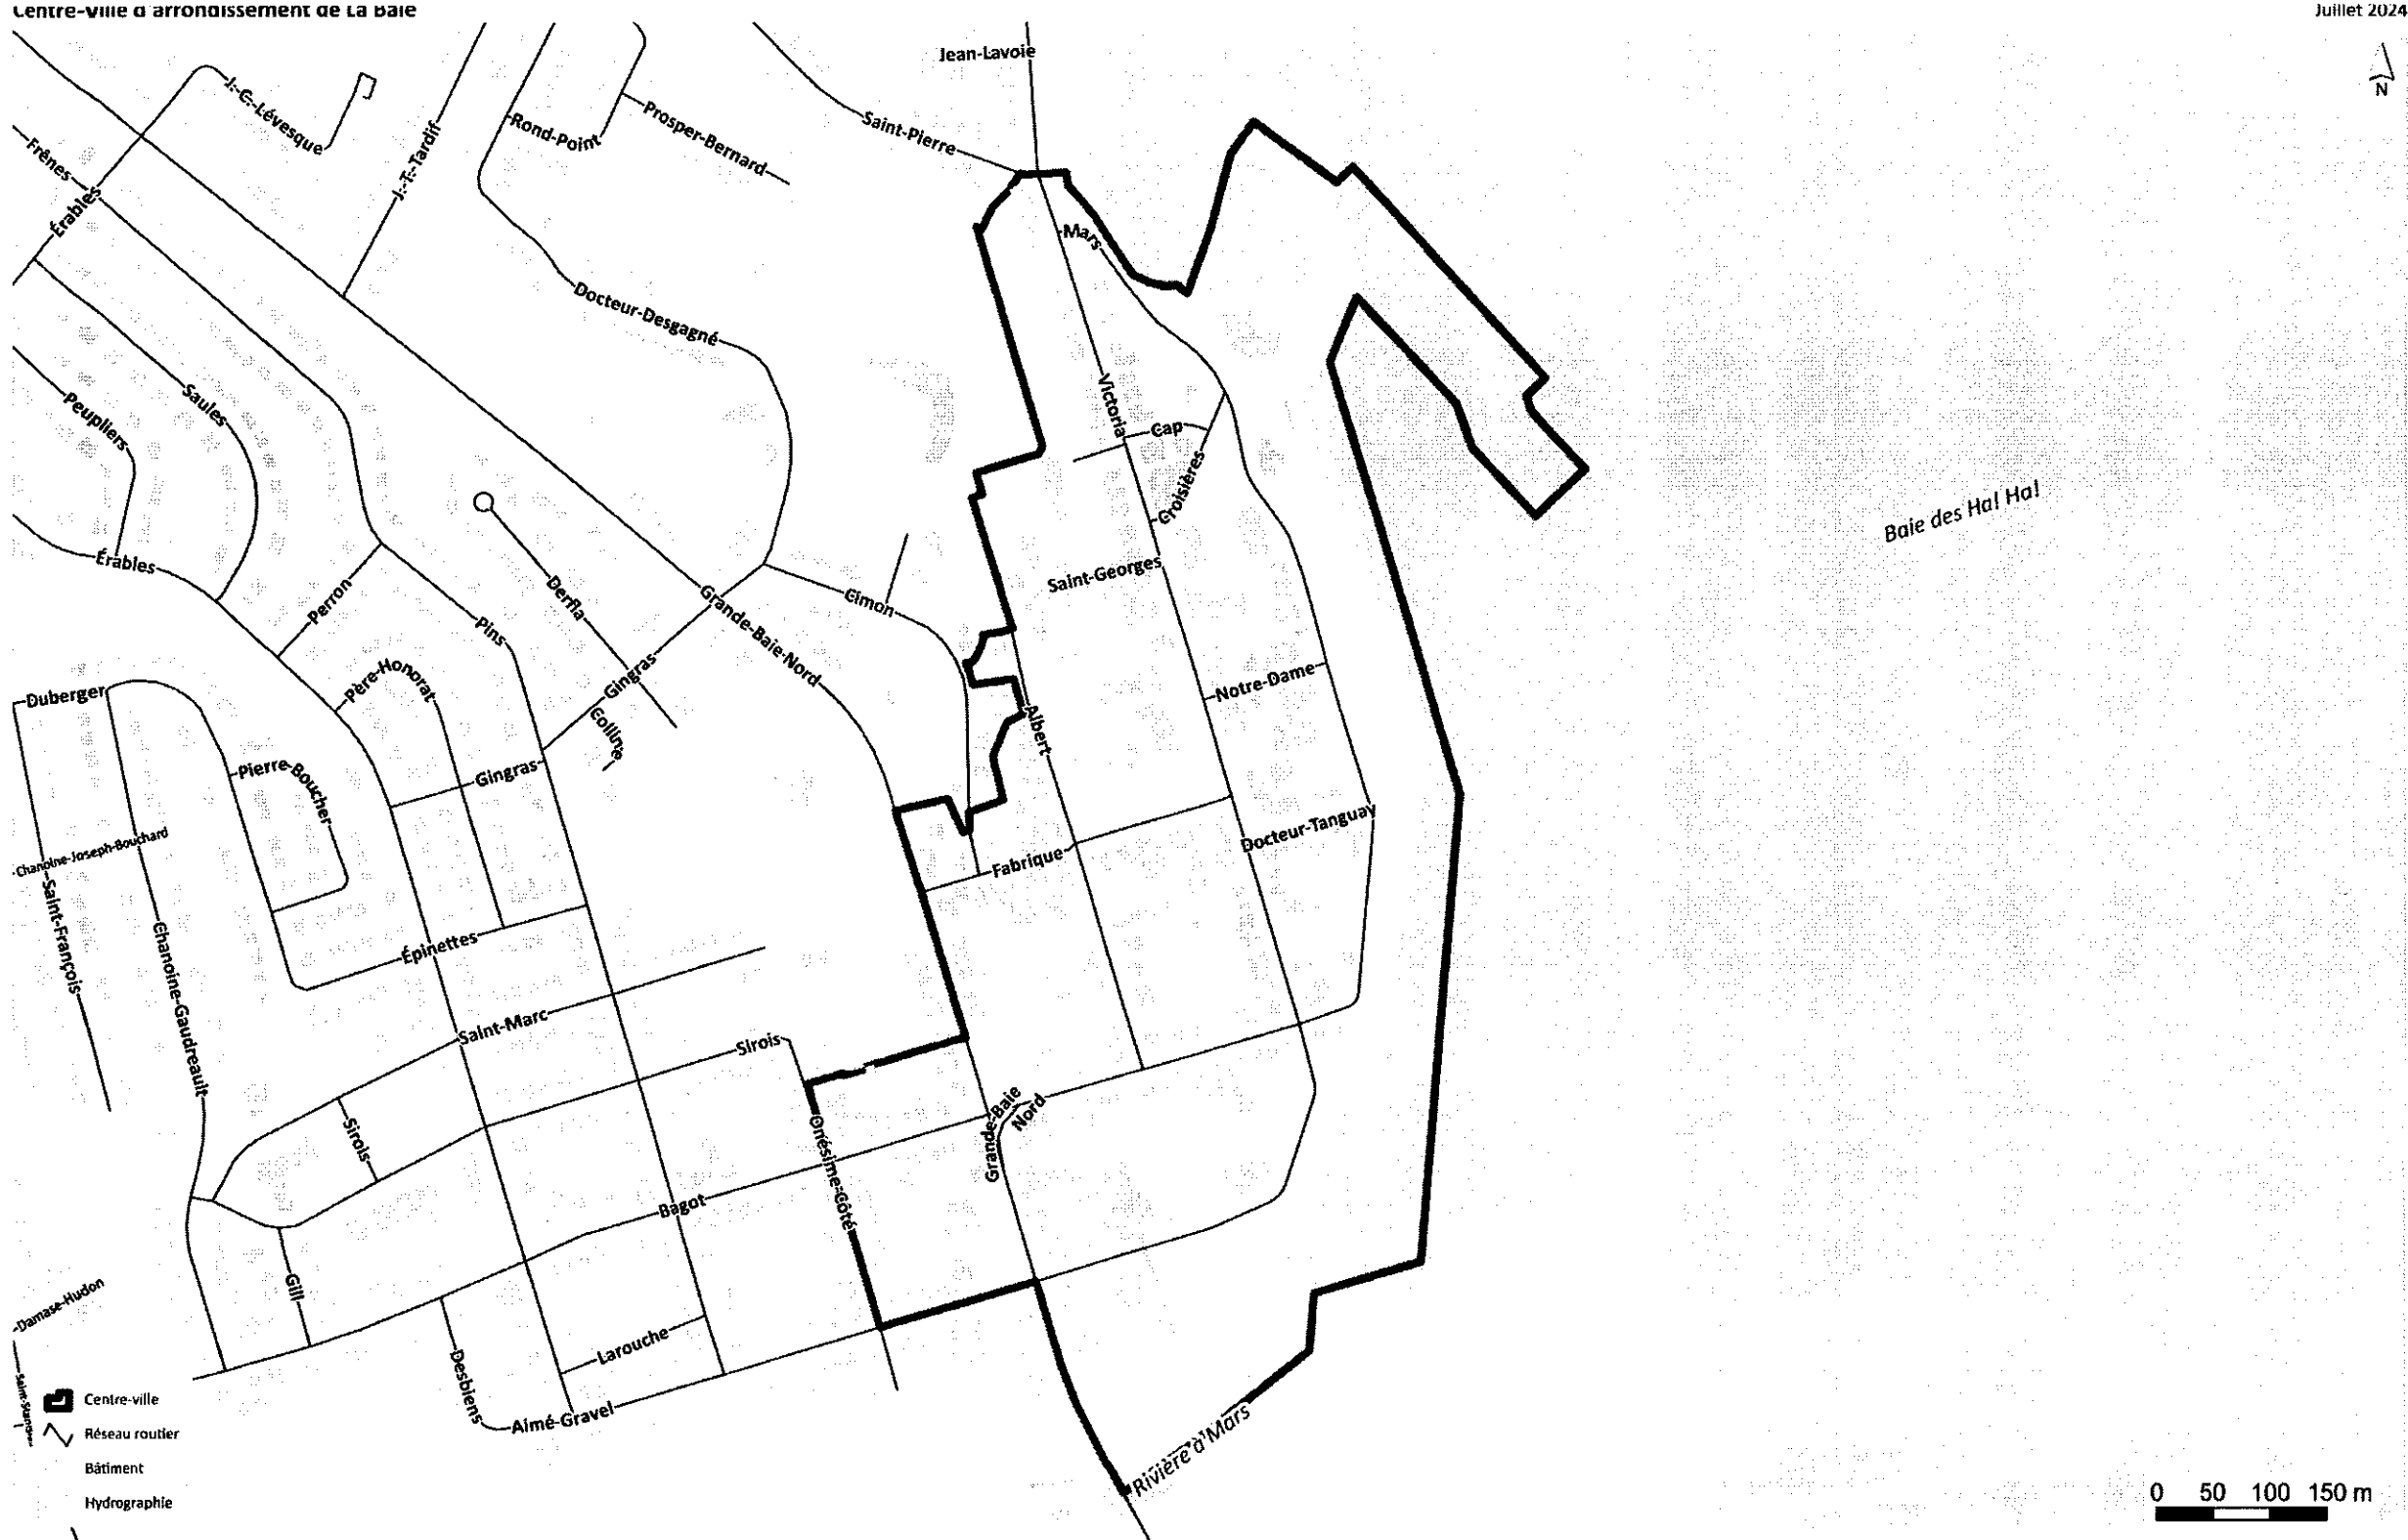 Centre-ville d'arrondissement de La Baie
Juillet 2024
Jean-Lavoie
N
J.-C.-Lévesque
Rond-Point
Prosper-Bernard
Saint-Pierre
J.-T.-Tardif
Frênes
Érables
Mars
Docteur-Desgagné
Saules
Peupliers
Victoria
Cap
Croisières
Baie des Ha! Ha!
Érables
Perron
Pins
Derfla
Grande-Baie-Nord
Cimon
Saint-Georges
Duberger
Père-Honorat
Gingras
Colline
Albert
Notre-Dame
Pierre-Boucher
Gingras
Chanoine-Joseph-Bouchard
Docteur-Tanguay
Fabrique
Saint-François
Chanoine-Gaudreault
Épinettes
Saint-Marc
Sirois
Sirois
Onésime-Côté
Grande-Baie
Nord
Bagot
Gill
Damase-Hudon
Larouche
Desbiens
Aimé-Gravel
Rivière à Mars
Centre-ville
Réseau routier
Bâtiment
Hydrographie
0 50 100 150 m